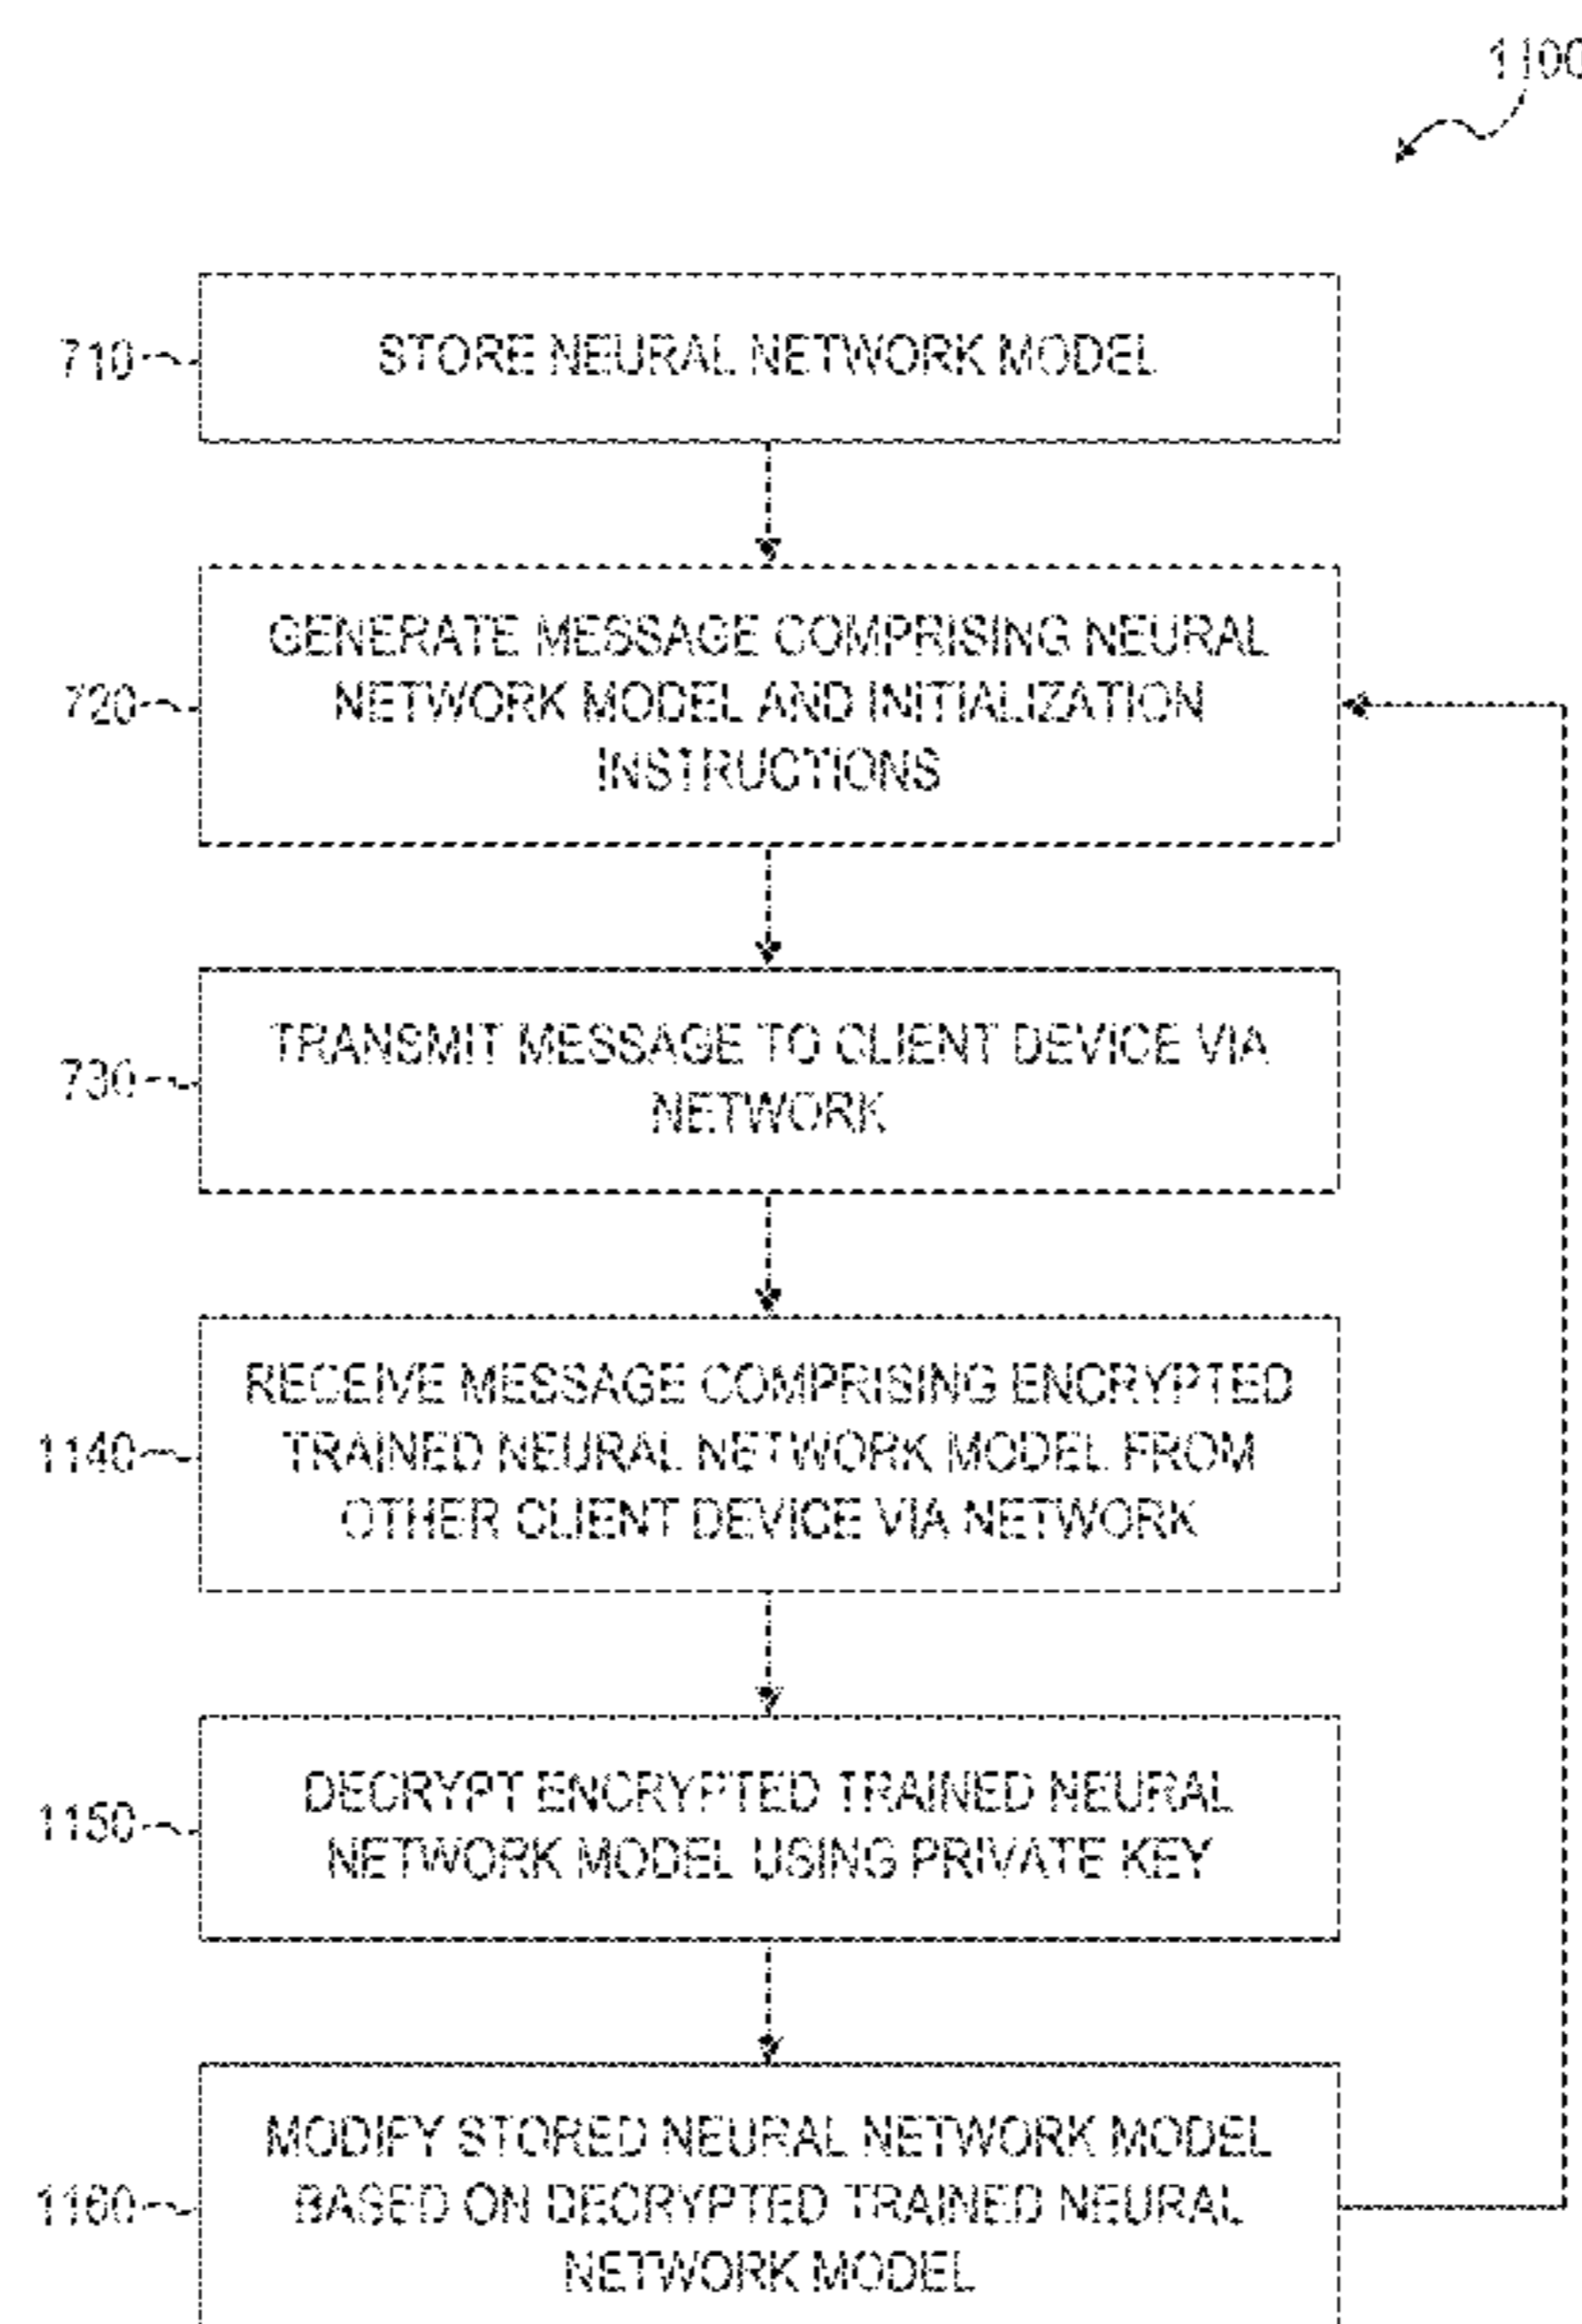 1100
710
STORE NEURAL NETWORK MODEL
720
GENERATE MESSAGE COMPRISING NEURAL
NETWORK MODEL AND INITIALIZATION
INSTRUCTIONS
730
TRANSMIT MESSAGE TO CLIENT DEVICE VIA
NETWORK
1140
RECEIVE MESSAGE COMPRISING ENCRYPTED
TRAINED NEURAL NETWORK MODEL FROM
OTHER CLIENT DEVICE VIA NETWORK
1150
DECRYPT ENCRYPTED TRAINED NEURAL
NETWORK MODEL USING PRIVATE KEY
1160
MODIFY STORED NEURAL NETWORK MODEL
BASED ON DECRYPTED TRAINED NEURAL
NETWORK MODEL